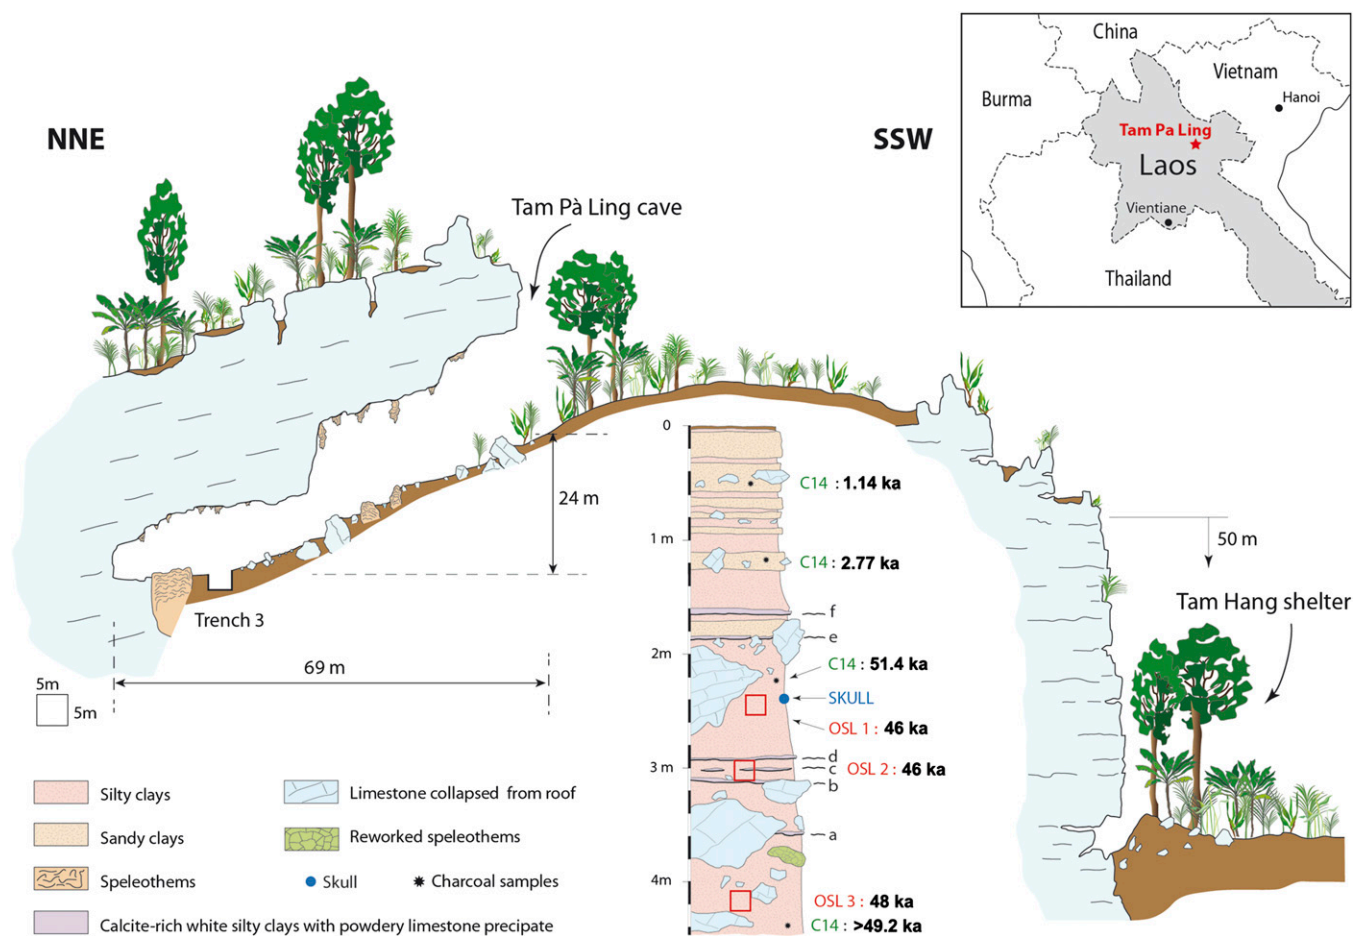 NNE
SSW
Tam Pà Ling cave
China
Vietnam
Burma
Hanoi
Tam Pa Ling
Laos
Vientiane
Thailand
24 m
Trench 3
69 m
5m
5m
50 m
Tam Hang shelter
0
C14 : 1.14 ka
1 m
C14 : 2.77 ka
f
e
2m
C14 : 51.4 ka
SKULL
OSL 1 : 46 ka
d
3 m
c
OSL 2 : 46 ka
b
a
4m
OSL 3 : 48 ka
C14 : >49.2 ka
Silty clays
Limestone collapsed from roof
Sandy clays
Reworked speleothems
Speleothems
Skull
Charcoal samples
Calcite-rich white silty clays with powdery limestone precipate